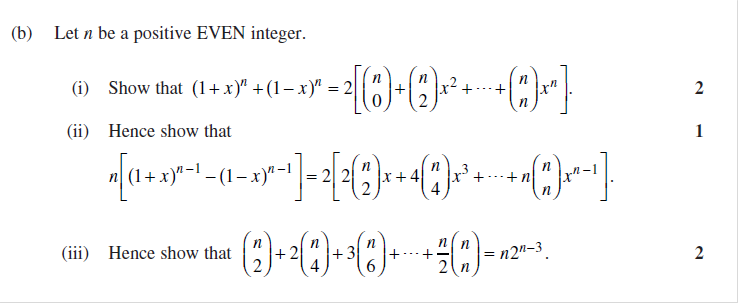 (b) Let n be a positive EVEN integer.
(i) Show that $(1+x)^n + (1-x)^n = 2\left[\binom{n}{0} + \binom{n}{2}x^2 + \cdots + \binom{n}{n}x^n\right].$ 2
(ii) Hence show that 1
$n\left[(1+x)^{n-1} - (1-x)^{n-1}\right] = 2\left[2\binom{n}{2}x + 4\binom{n}{4}x^3 + \cdots + n\binom{n}{n}x^{n-1}\right].$
(iii) Hence show that $\binom{n}{2} + 2\binom{n}{4} + 3\binom{n}{6} + \cdots + \frac{n}{2}\binom{n}{n} = n2^{n-3}.$ 2